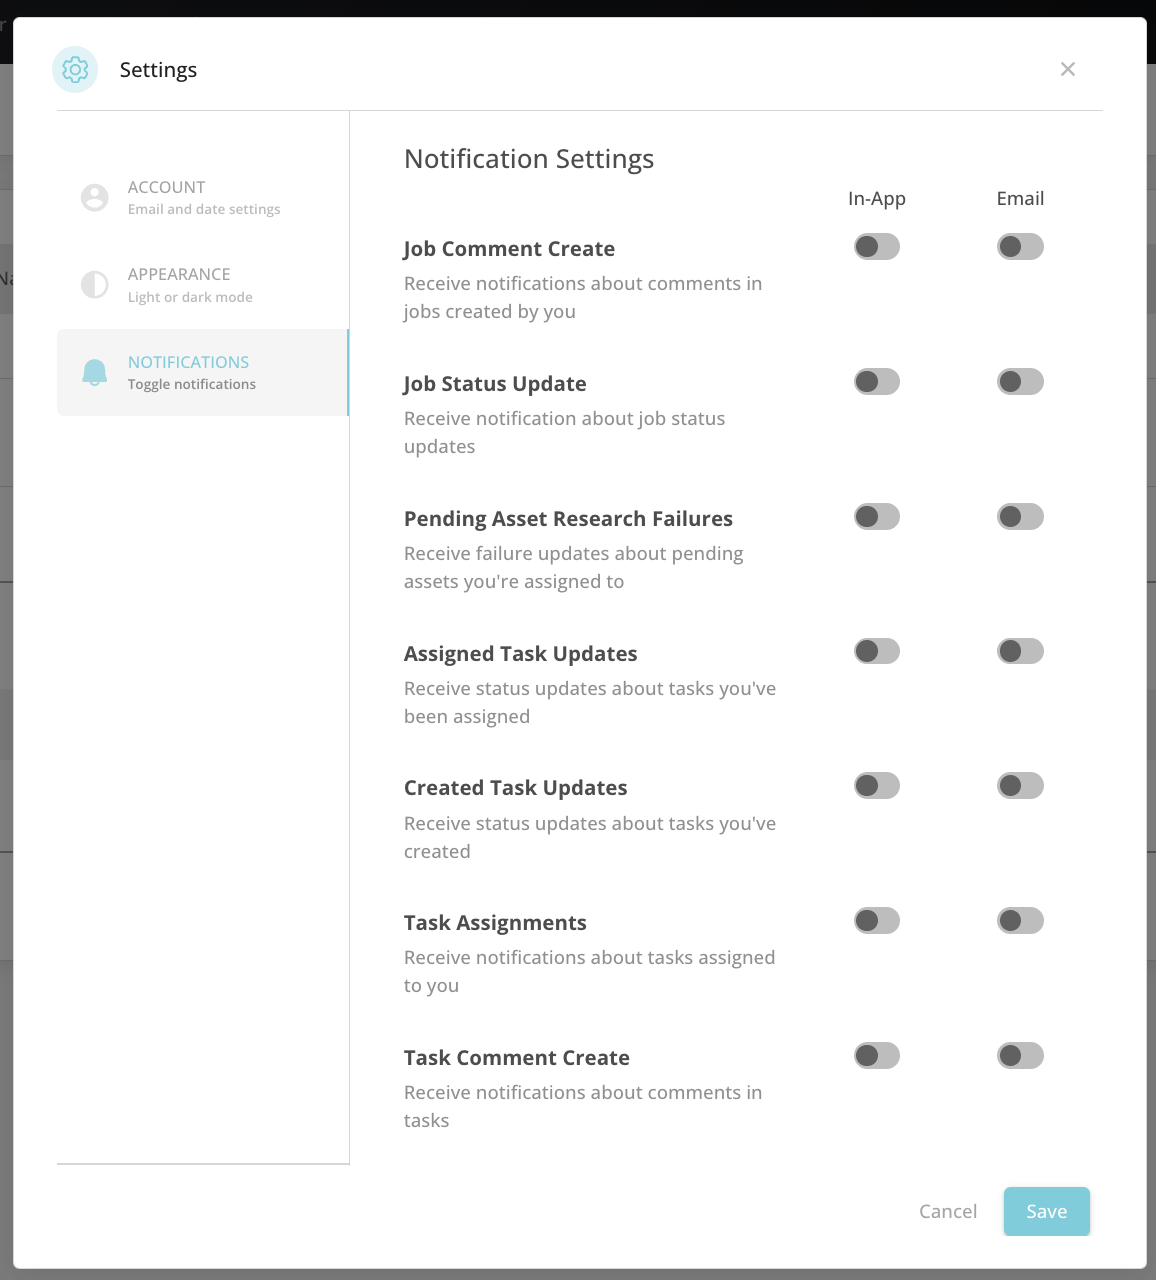 Settings
ACCOUNT
Email and date settings
APPEARANCE
Light or dark mode
NOTIFICATIONS
Toggle notifications
Notification Settings
In-App Email
Job Comment Create
Receive notifications about comments in
jobs created by you
Job Status Update
Receive notification about job status
updates
Pending Asset Research Failures
Receive failure updates about pending
assets you're assigned to
Assigned Task Updates
Receive status updates about tasks you've
been assigned
Created Task Updates
Receive status updates about tasks you've
created
Task Assignments
Receive notifications about tasks assigned
to you
Task Comment Create
Receive notifications about comments in
tasks
Cancel Save